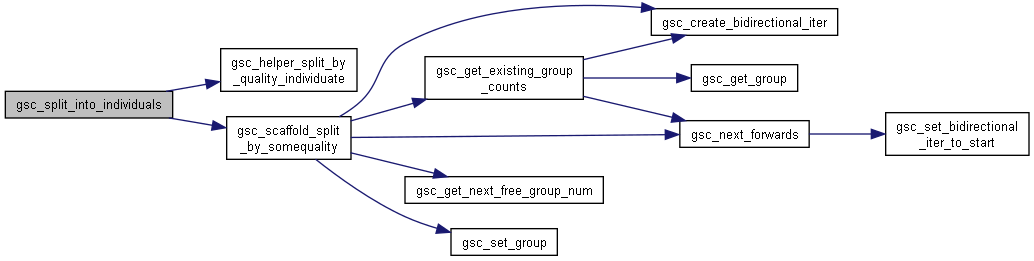 gsc_split_into_individuals
gsc_helper_split_by
_quality_individuate
gsc_scaffold_split
_by_somequality
gsc_get_existing_group
_counts
gsc_create_bidirectional_iter
gsc_get_group
gsc_next_forwards
gsc_set_bidirectional
_iter_to_start
gsc_get_next_free_group_num
gsc_set_group